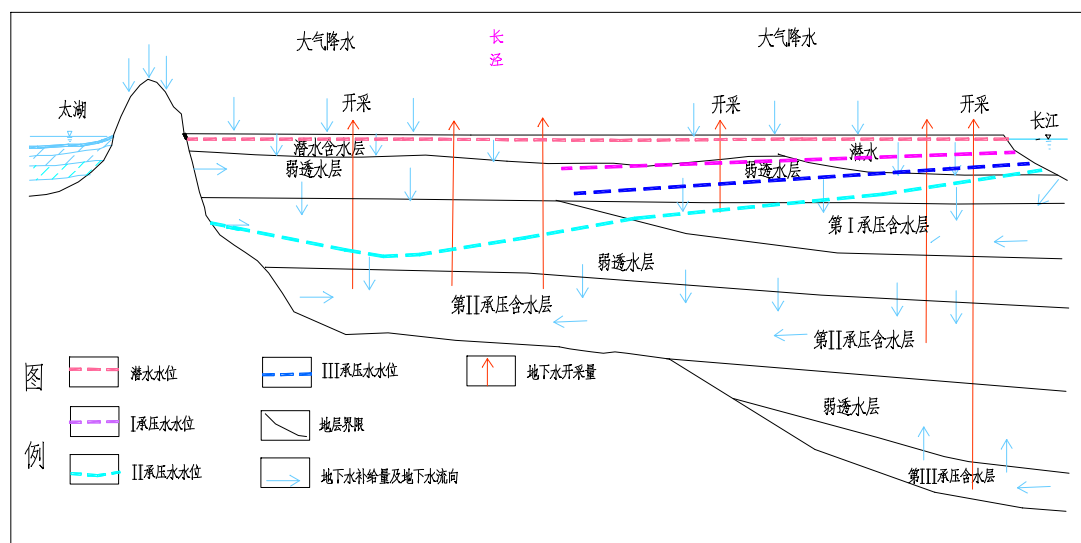 大气降水
长泾
大气降水
太湖
开采
开采
开采
长江
潜水含水层
潜水
弱透水层
弱透水层
第I承压含水层
弱透水层
第II承压含水层
第II承压含水层
弱透水层
第III承压含水层
图例
潜水水位
III承压水水位
地下水开采量
I承压水水位
地层界限
II承压水水位
地下水补给量及地下水流向